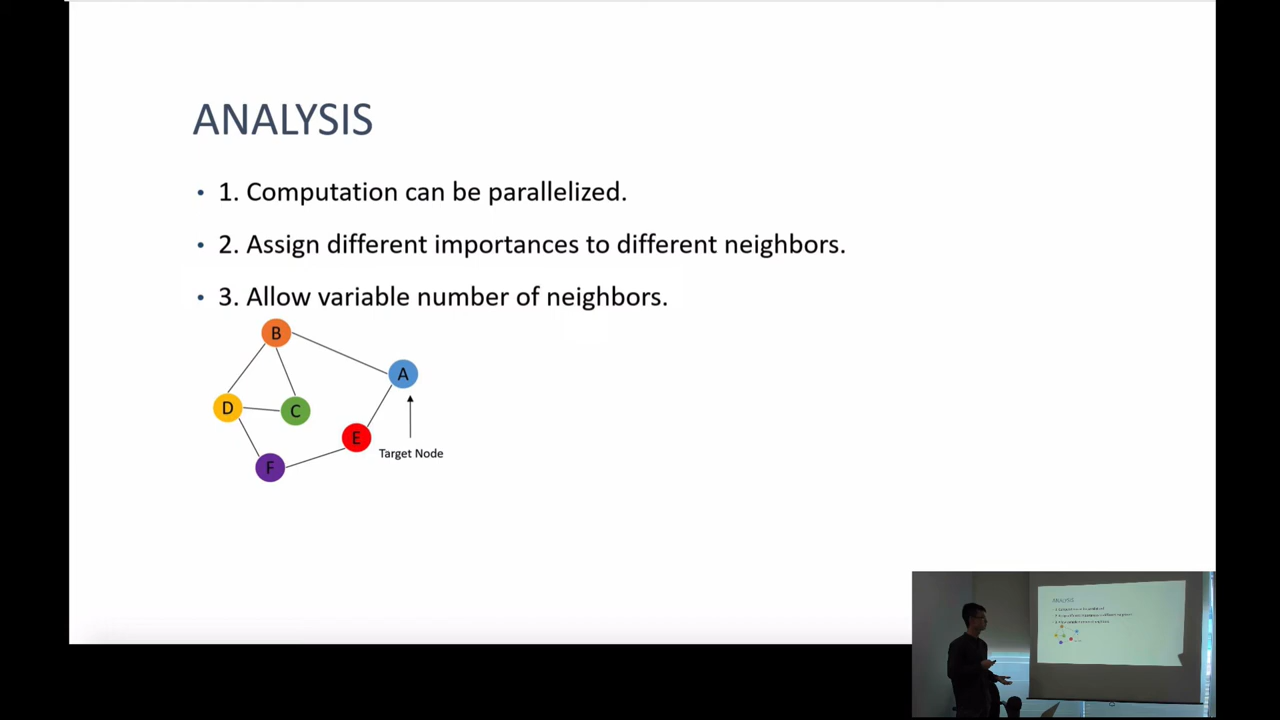 ANALYSIS
• 1. Computation can be parallelized.
• 2. Assign different importances to different neighbors.
• 3. Allow variable number of neighbors.
B
A
D
C
E
Target Node
F
ANALYSIS